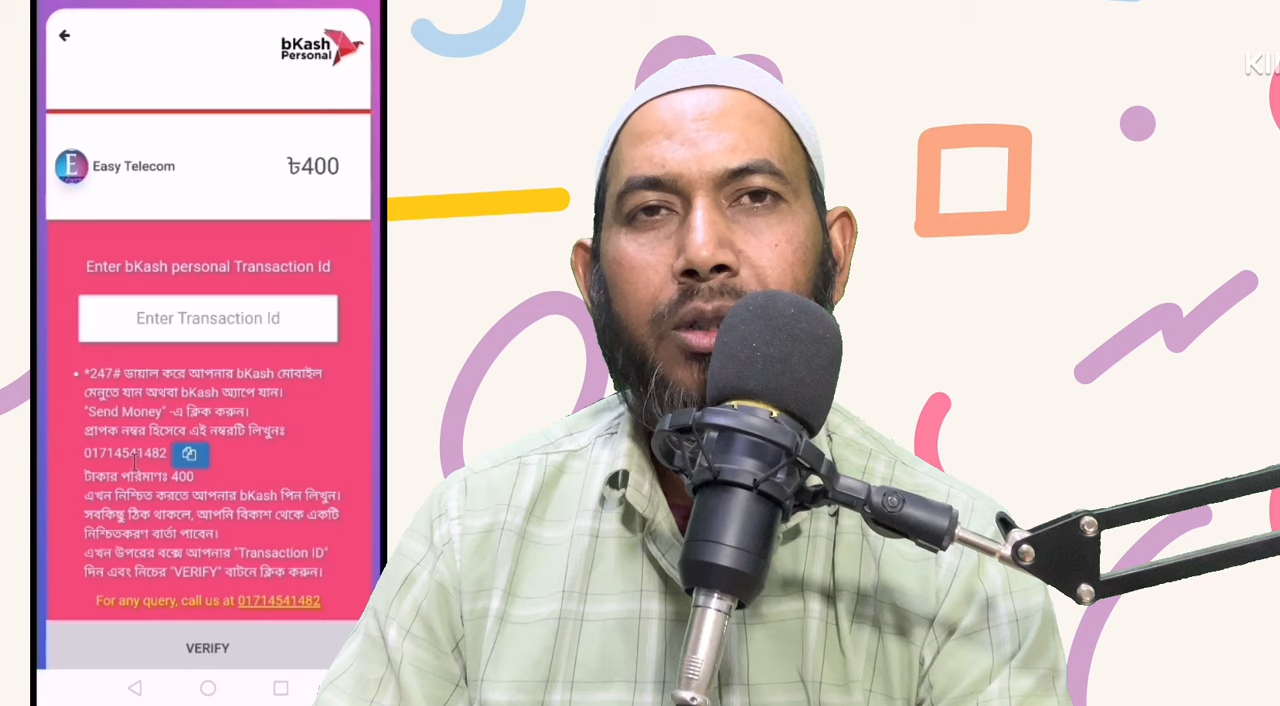 bKash
Personal
Easy Telecom
৳400
Enter bKash personal Transaction Id
Enter Transaction Id
*247# ডায়াল করে আপনার bKash মোবাইল
মেনুতে যান অথবা bKash অ্যাপে যান।
"Send Money" -এ ক্লিক করুন।
প্রাপক নম্বর হিসেবে এই নম্বরটি লিখুনঃ
01714541482
টাকার পরিমাণঃ 400
এখন নিশ্চিত করতে আপনার bKash পিন লিখুন।
সবকিছু ঠিক থাকলে, আপনি বিকাশ থেকে একটি
নিশ্চিতকরণ বার্তা পাবেন।
এখন উপরের বক্সে আপনার "Transaction ID"
দিন এবং নিচের "VERIFY" বাটনে ক্লিক করুন।
For any query, call us at 01714541482
VERIFY